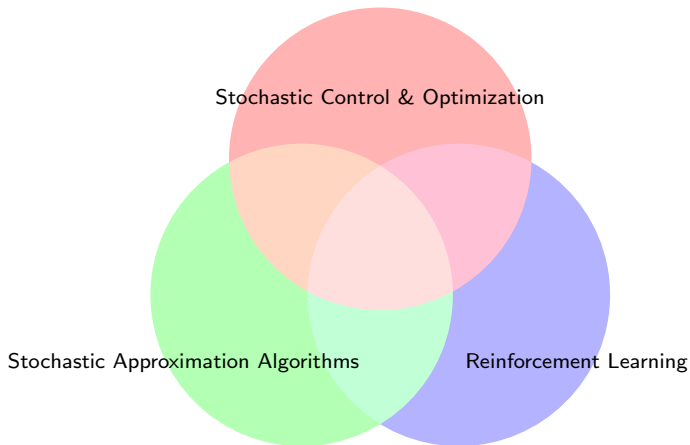 Stochastic Control & Optimization
Stochastic Approximation Algorithms
Reinforcement Learning